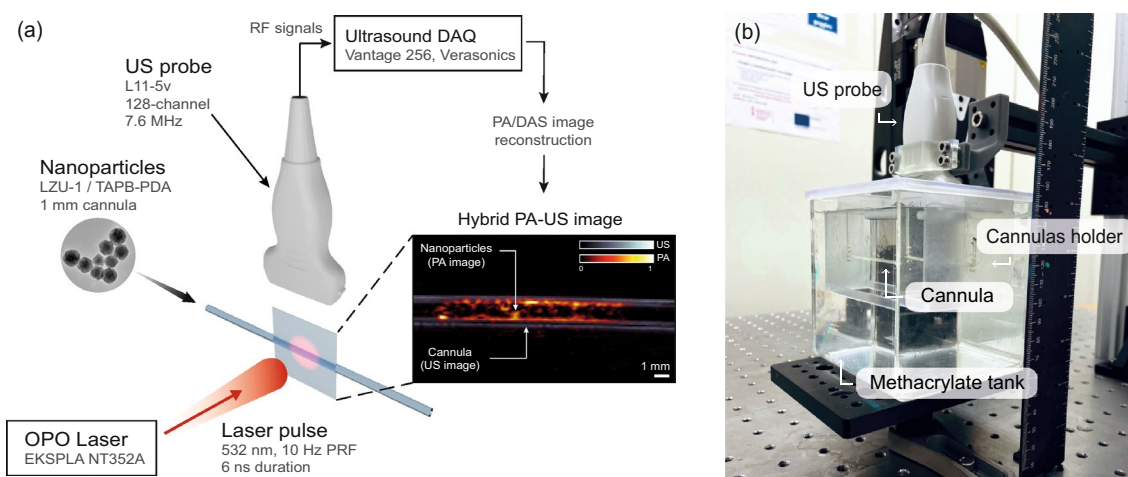 (a)
RF signals
Ultrasound DAQ
Vantage 256, Verasonics
US probe
L11-5v
128-channel
7.6 MHz
PA/DAS image
reconstruction
Nanoparticles
LZU-1 / TAPB-PDA
1 mm cannula
Hybrid PA-US image
Nanoparticles
(PA image)
US
PA
0 1
Cannula
(US image)
1 mm
OPO Laser
EKSPLA NT352A
Laser pulse
532 nm, 10 Hz PRF
6 ns duration
(b)
US probe
Cannulas holder
Cannula
Methacrylate tank